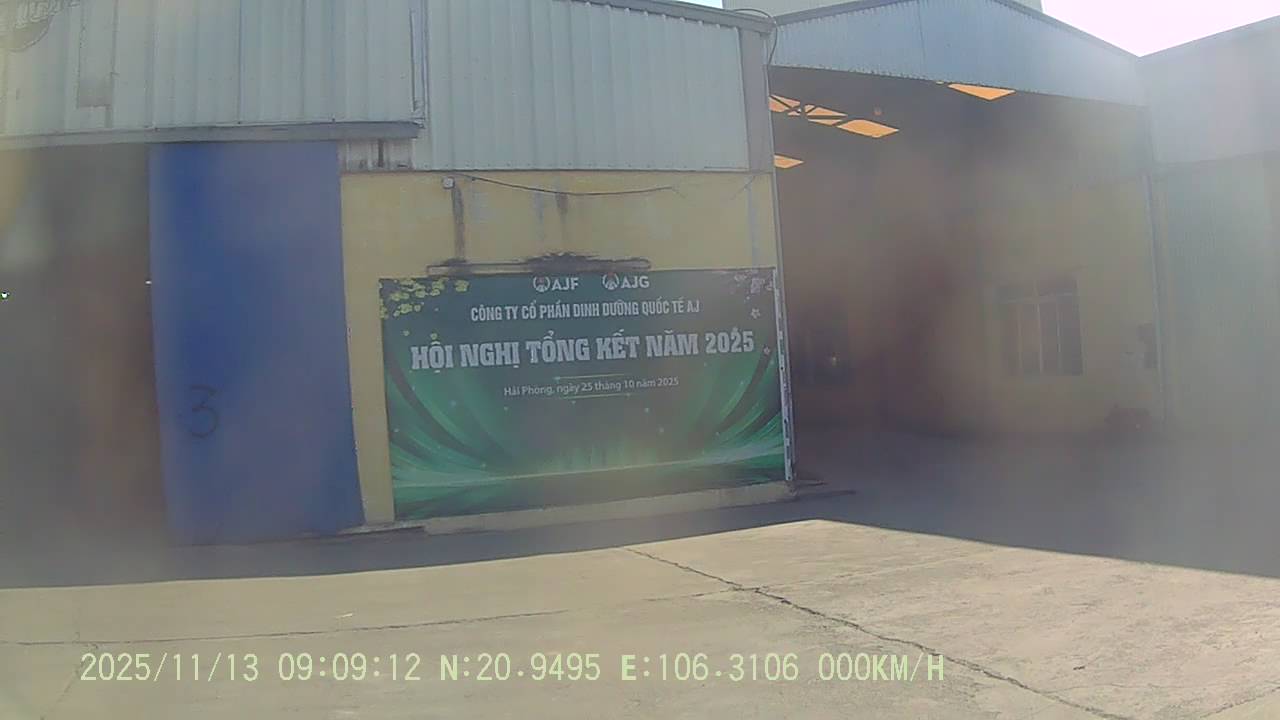 AJF AJG
CÔNG TY CỔ PHẦN DINH DƯỠNG QUỐC TẾ AJ
HỘI NGHỊ TỔNG KẾT NĂM 2025
Hải Phòng, ngày 25 tháng 10 năm 2025
3
2025/11/13 09:09:12 N:20.9495 E:106.3106 000KM/H